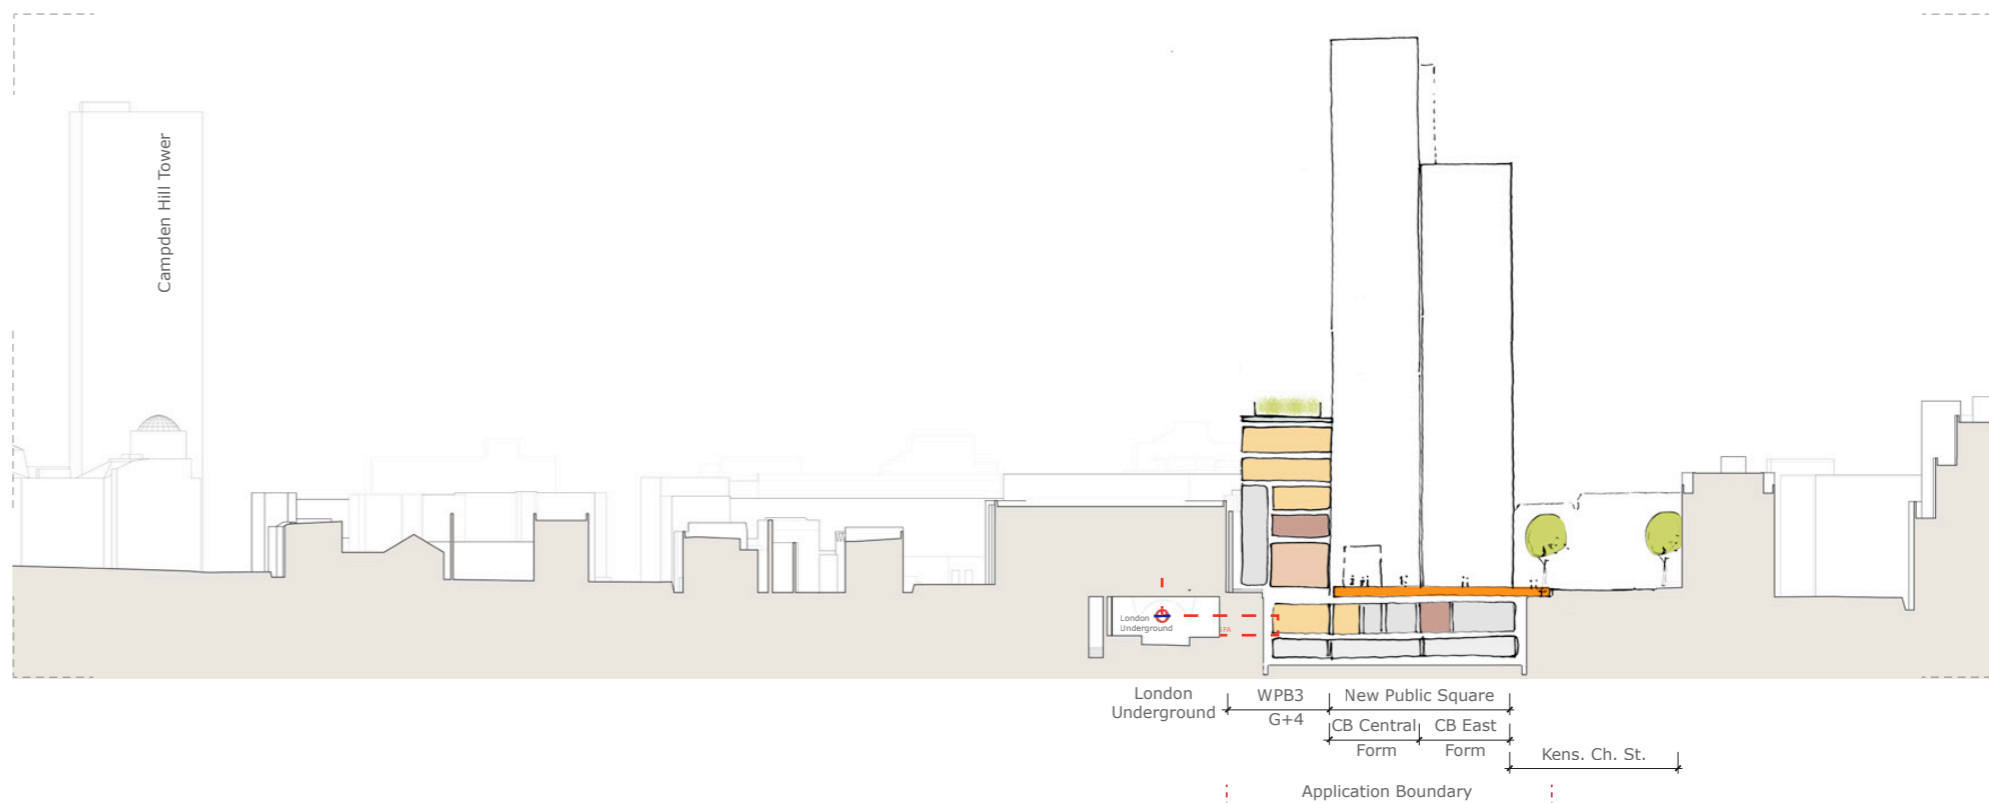 Campden Hill Tower
London
Underground
SFA
London
Underground
WPB3
G+4
New Public Square
CB Central
Form
CB East
Form
Kens. Ch. St.
Application Boundary